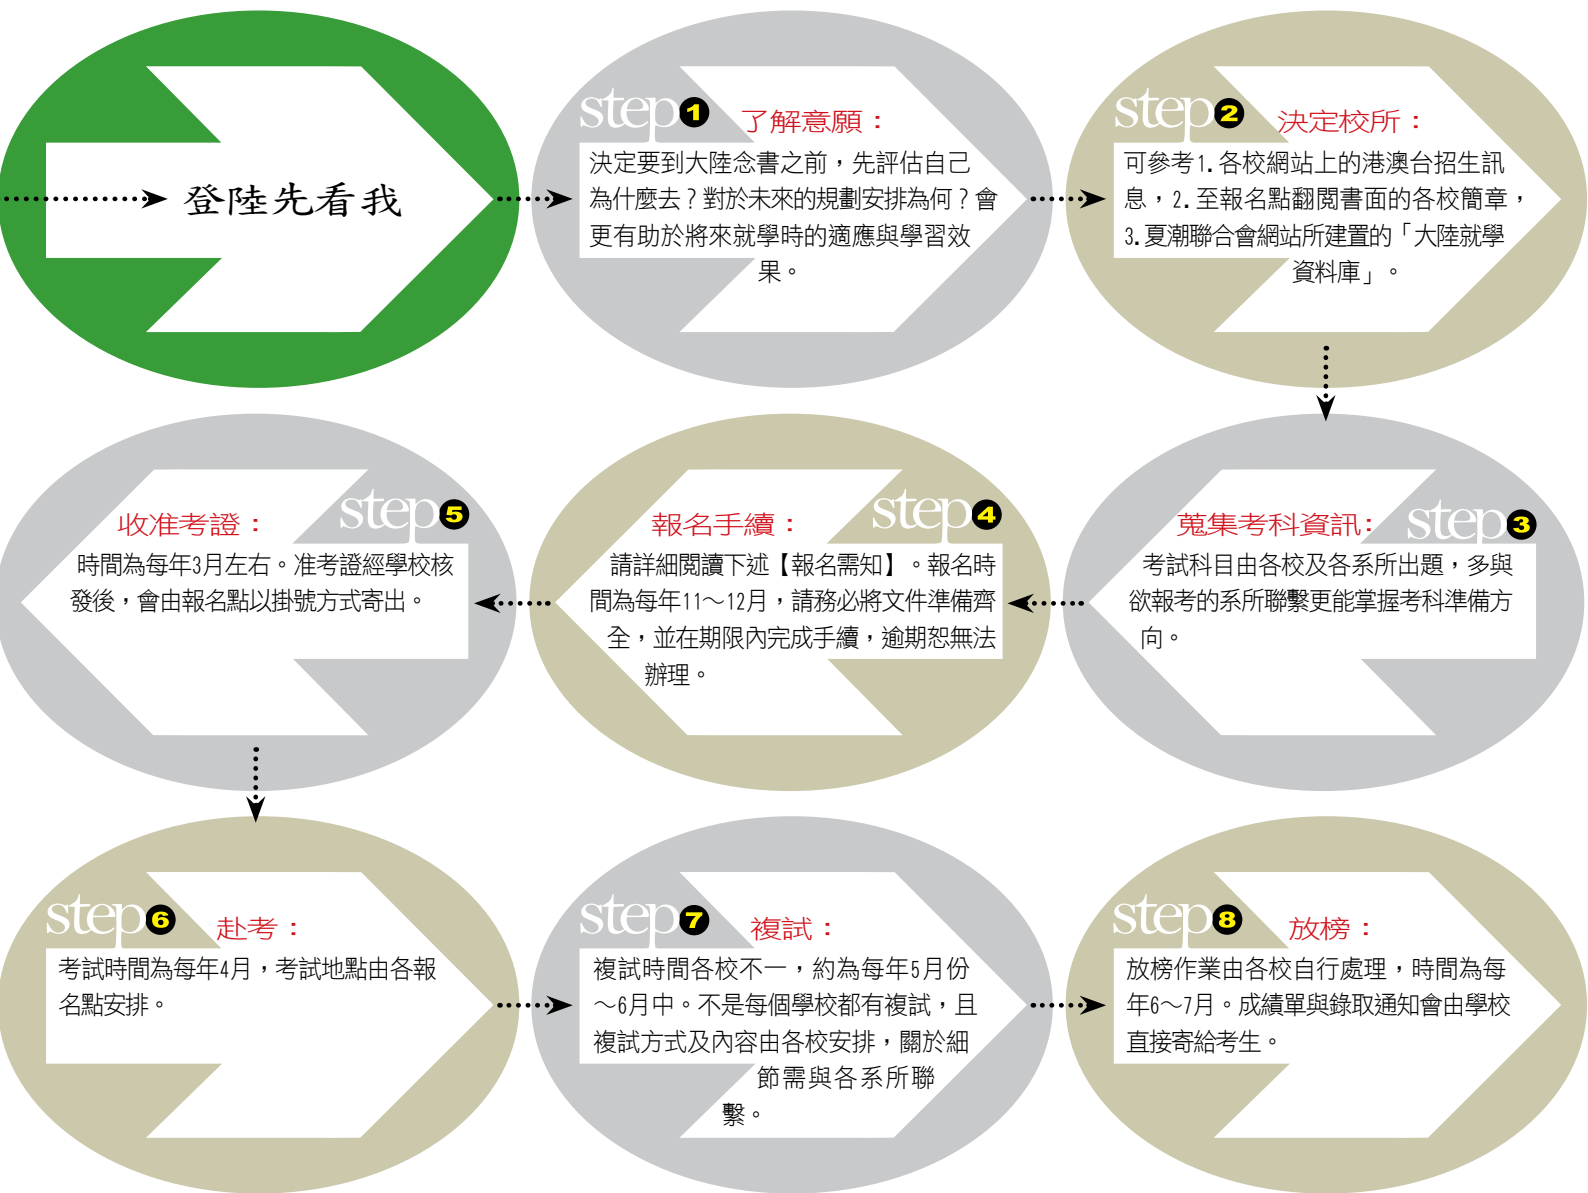 登陸先看我
step1 了解意願：
決定要到大陸念書之前，先評估自己
為什麼去？對於未來的規劃安排為何？會
更有助於將來就學時的適應與學習效
果。
step2 決定校所：
可參考1.各校網站上的港澳台招生訊
息，2.至報名點翻閱書面的各校簡章，
3.夏潮聯合會網站所建置的「大陸就學
資料庫」。
step3 蒐集考科資訊：
考試科目由各校及各系所出題，多與
欲報考的系所聯繫更能掌握考科準備方
向。
step4 報名手續：
請詳細閱讀下述【報名需知】。報名時
間為每年11～12月，請務必將文件準備齊
全，並在期限內完成手續，逾期恕無法
辦理。
step5 收准考證：
時間為每年3月左右。准考證經學校核
發後，會由報名點以掛號方式寄出。
step6 赴考：
考試時間為每年4月，考試地點由各報
名點安排。
step7 複試：
複試時間各校不一，約為每年5月份
～6月中。不是每個學校都有複試，且
複試方式及內容由各校安排，關於細
節需與各系所聯
繫。
step8 放榜：
放榜作業由各校自行處理，時間為每
年6～7月。成績單與錄取通知會由學校
直接寄給考生。